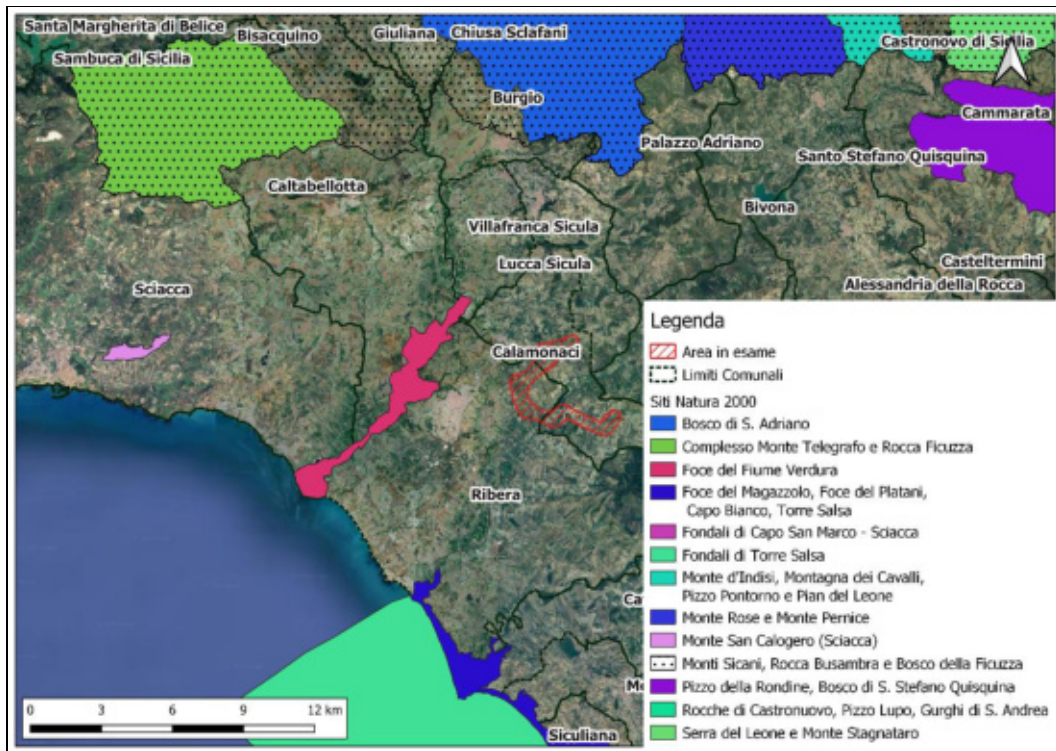 Santa Margherita di Belice
Bisacquino
Giuliana
Chiusa Sclafani
Castronovo di Sicilia
Sambuca di Sicilia
Burgio
Cammarata
Palazzo Adriano
Santo Stefano Quisquina
Caltabellotta
Bivona
Villafranca Sicula
Lucca Sicula
Casteltermini
Alessandria della Rocca
Sciacca
Calamonaci
Ribera
Siculiana
Legenda
Area in esame
Limiti Comunali
Siti Natura 2000
Bosco di S. Adriano
Complesso Monte Telegrafo e Rocca Ficuzza
Foce del Fiume Verdura
Foce del Magazzolo, Foce del Platani,
Capo Bianco, Torre Salsa
Fondali di Capo San Marco - Sciacca
Fondali di Torre Salsa
Monte d'Indisi, Montagna dei Cavalli,
Pizzo Pontorno e Pian del Leone
Monte Rose e Monte Pernice
Monte San Calogero (Sciacca)
Monti Sicani, Rocca Busambra e Bosco della Ficuzza
Pizzo della Rondine, Bosco di S. Stefano Quisquina
Rocche di Castronuovo, Pizzo Lupo, Gurghi di S. Andrea
Serra del Leone e Monte Stagnataro
0 3 6 9 12 km